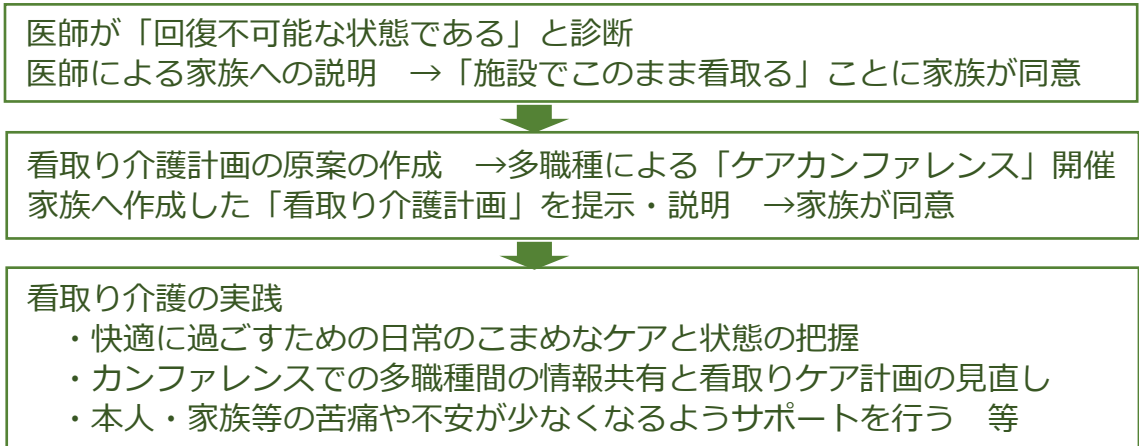 医師が「回復不可能な状態である」と診断
医師による家族への説明　→「施設でこのまま看取る」ことに家族が同意
看取り介護計画の原案の作成　→多職種による「ケアカンファレンス」開催
家族へ作成した「看取り介護計画」を提示・説明　→家族が同意
看取り介護の実践
・快適に過ごすための日常のこまめなケアと状態の把握
・カンファレンスでの多職種間の情報共有と看取りケア計画の見直し
・本人・家族等の苦痛や不安が少なくなるようサポートを行う　等